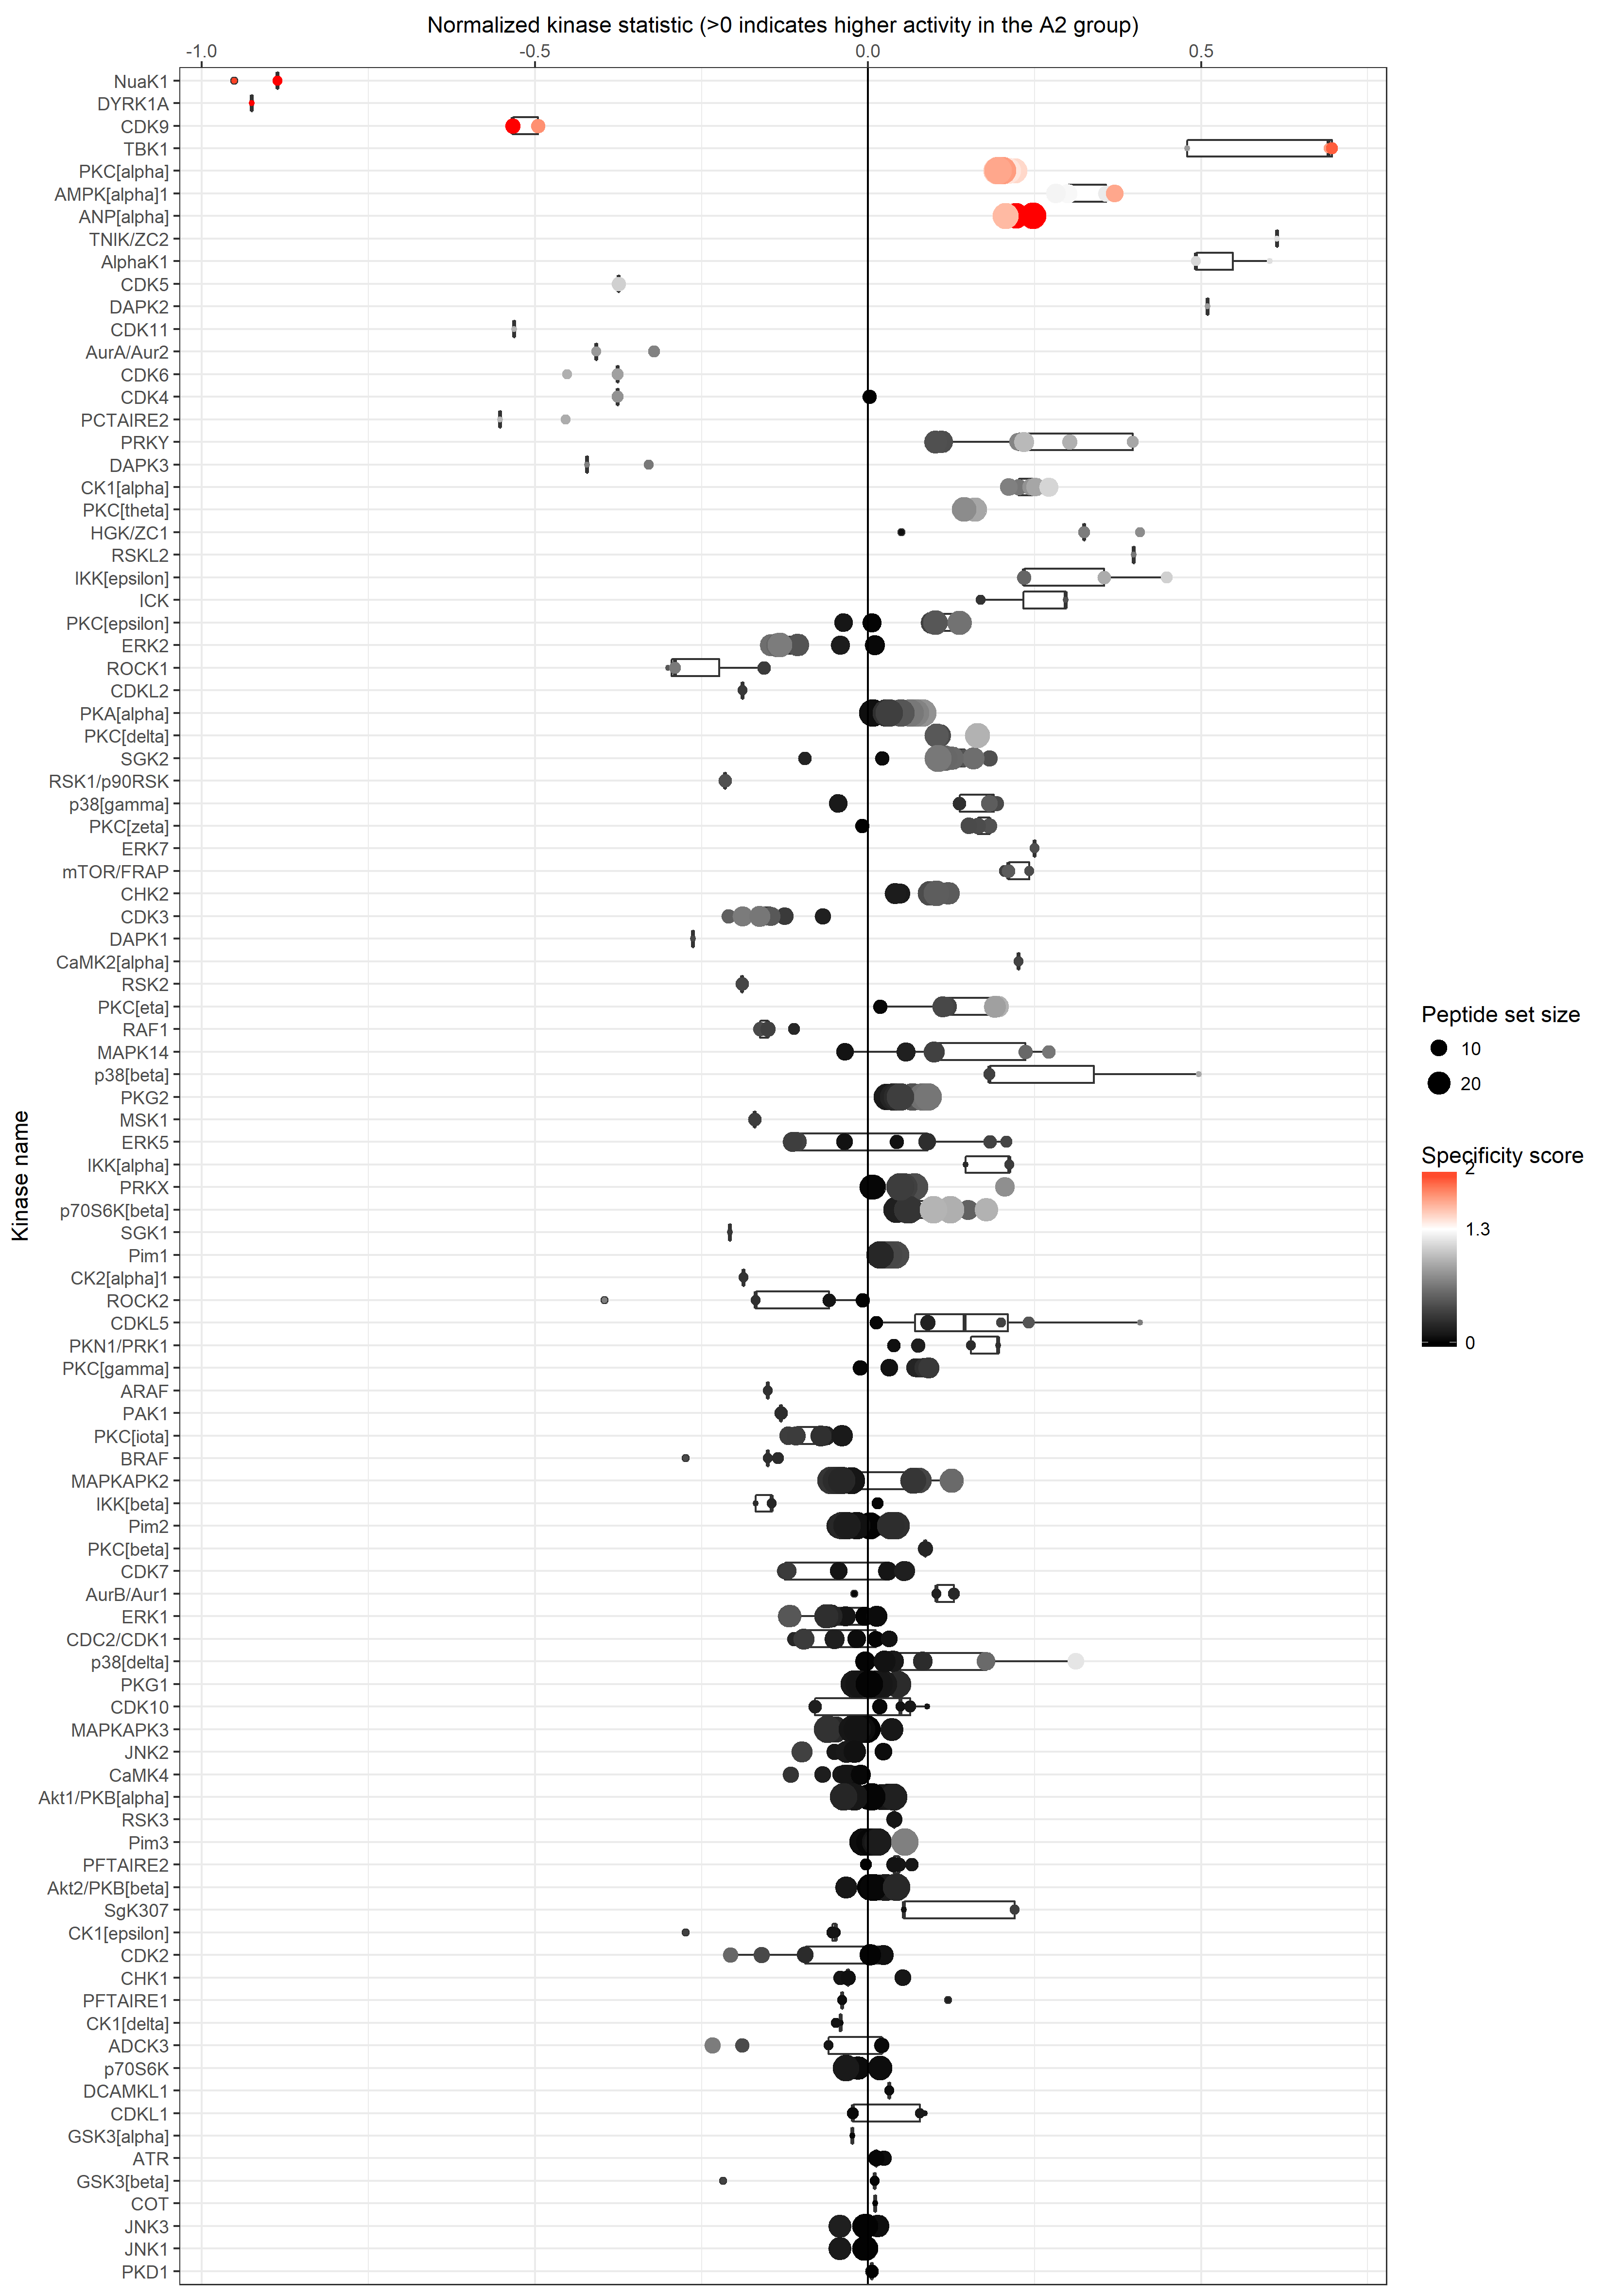 Normalized kinase statistic (>0 indicates higher activity in the A2 group)
-1.0 -0.5 0.0 0.5
Kinase name
NuaK1
DYRK1A
CDK9
TBK1
PKC[alpha]
AMPK[alpha]1
ANP[alpha]
TNIK/ZC2
AlphaK1
CDK5
DAPK2
CDK11
AurA/Aur2
CDK6
CDK4
PCTAIRE2
PRKY
DAPK3
CK1[alpha]
PKC[theta]
HGK/ZC1
RSKL2
IKK[epsilon]
ICK
PKC[epsilon]
ERK2
ROCK1
CDKL2
PKA[alpha]
PKC[delta]
SGK2
RSK1/p90RSK
p38[gamma]
PKC[zeta]
ERK7
mTOR/FRAP
CHK2
CDK3
DAPK1
CaMK2[alpha]
RSK2
PKC[eta]
RAF1
MAPK14
p38[beta]
PKG2
MSK1
ERK5
IKK[alpha]
PRKX
p70S6K[beta]
SGK1
Pim1
CK2[alpha]1
ROCK2
CDKL5
PKN1/PRK1
PKC[gamma]
ARAF
PAK1
PKC[iota]
BRAF
MAPKAPK2
IKK[beta]
Pim2
PKC[beta]
CDK7
AurB/Aur1
ERK1
CDC2/CDK1
p38[delta]
PKG1
CDK10
MAPKAPK3
JNK2
CaMK4
Akt1/PKB[alpha]
RSK3
Pim3
PFTAIRE2
Akt2/PKB[beta]
SgK307
CK1[epsilon]
CDK2
CHK1
PFTAIRE1
CK1[delta]
ADCK3
p70S6K
DCAMKL1
CDKL1
GSK3[alpha]
ATR
GSK3[beta]
COT
JNK3
JNK1
PKD1
Peptide set size
10
20
Specificity score
2
1.3
0